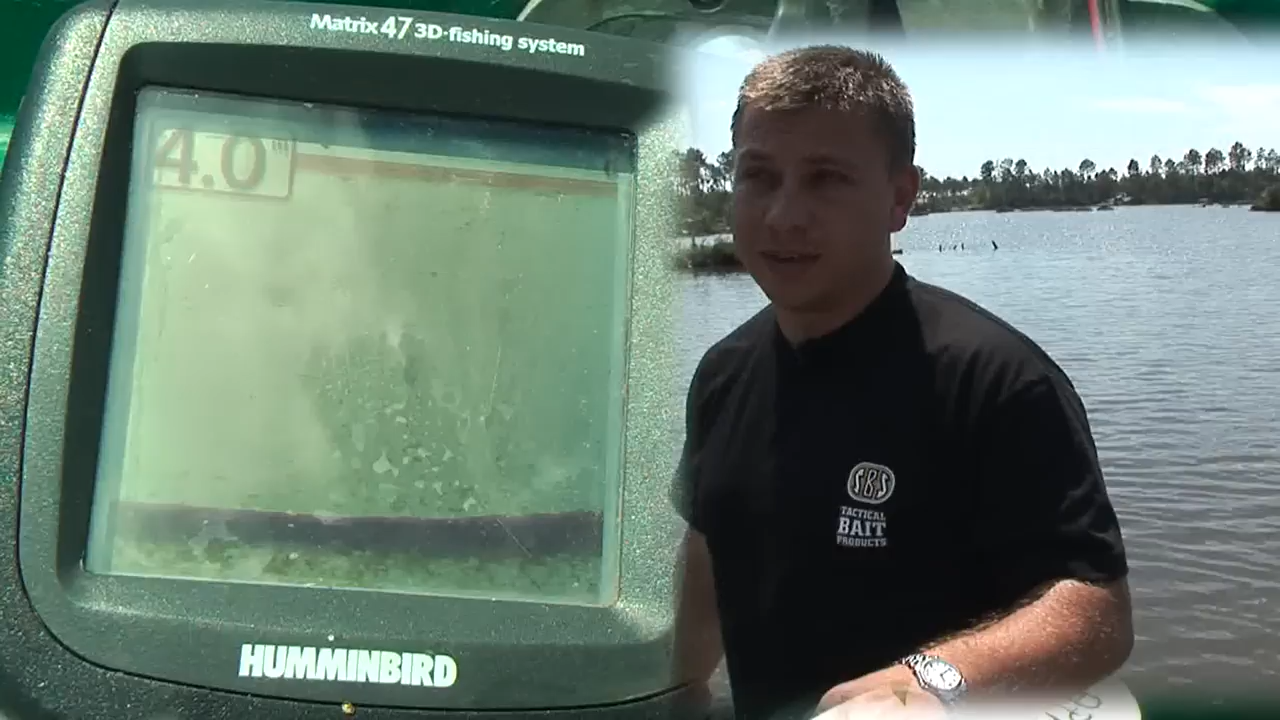 Matrix 47 3D-fishing system
4.0
HUMMINBIRD
SBS
TACTICAL
BAIT
PRODUCTS